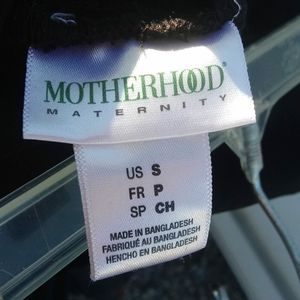 MOTHERHOOD®
MATERNITY
US S
FR P
SP CH
MADE IN BANGLADESH
FABRIQUÉ AU BANGLADESH
HENCHO EN BANGLADESH